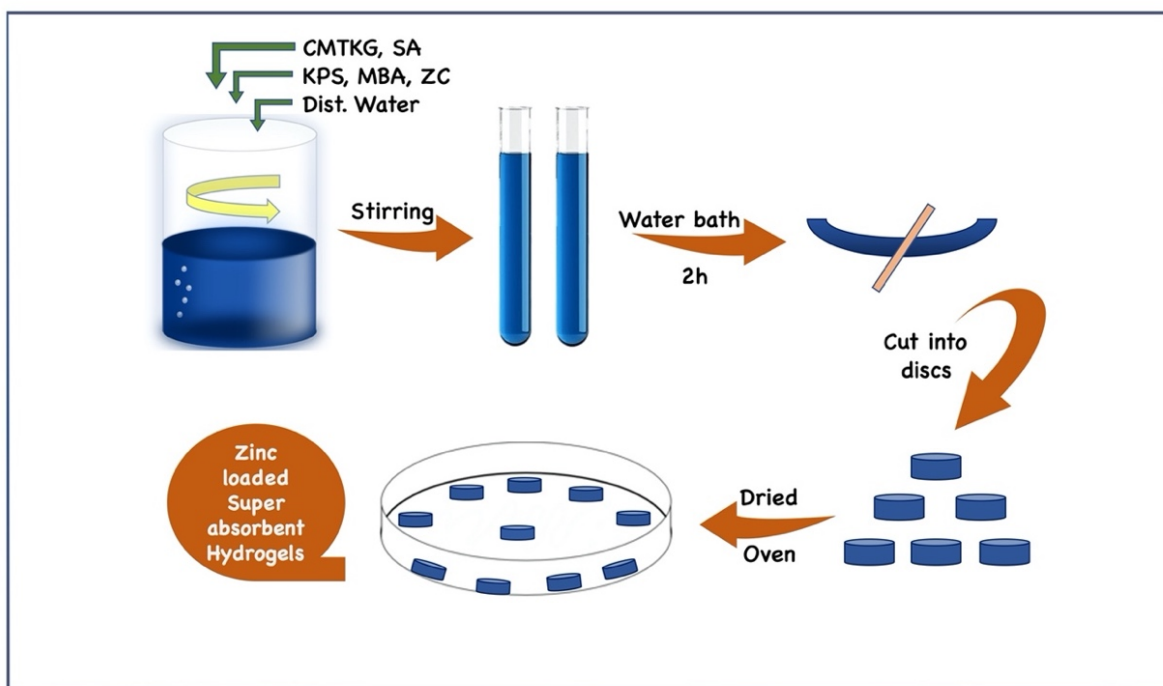 CMTKG, SA
KPS, MBA, ZC
Dist. Water
Stirring
Water bath
2h
Cut into
discs
Dried
Oven
Zinc
loaded
Super
absorbent
Hydrogels